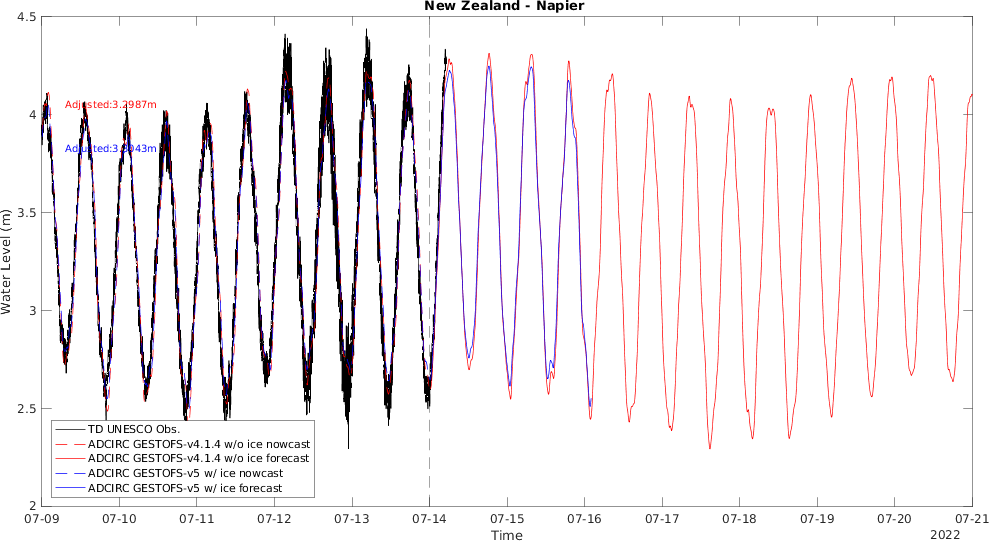 New Zealand - Napier
4.5
4
3.5
3
2.5
2
Water Level (m)
Adjusted:3.2987m
TD UNESCO Obs.
ADCIRC GESTOFS-v4.1.4 w/o ice nowcast
ADCIRC GESTOFS-v4.1.4 w/o ice forecast
ADCIRC GESTOFS-v5 w/ ice nowcast
ADCIRC GESTOFS-v5 w/ ice forecast
07-09 07-10 07-11 07-12 07-13 07-14 07-15 07-16 07-17 07-18 07-19 07-20 07-21
Time
2022